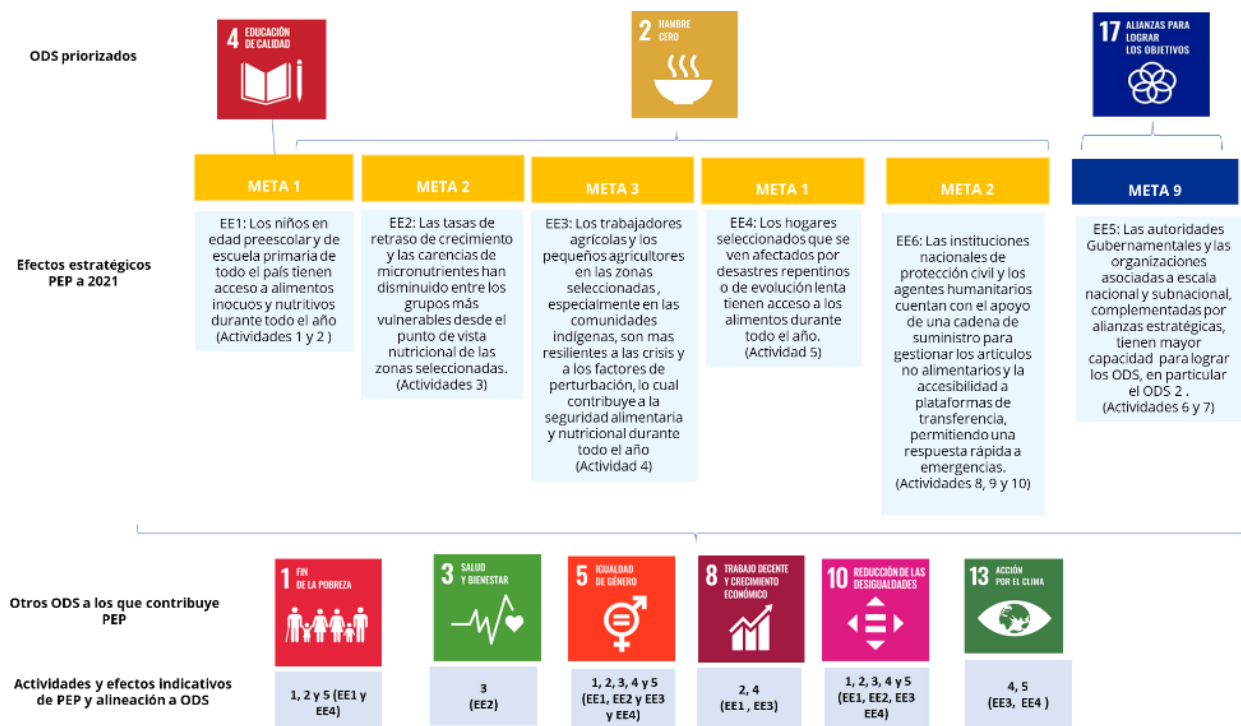 ODS priorizados
4 EDUCACIÓN
DE CALIDAD
2 HAMBRE
CERO
17 ALIANZAS PARA
LOGRAR
LOS OBJETIVOS
Efectos estratégicos
PEP a 2021
META 1
EE1: Los niños en
edad preescolar y de
escuela primaria de
todo el país tienen
acceso a alimentos
inocuos y nutritivos
durante todo el año
(Actividades 1 y 2 )
META 2
EE2: Las tasas de
retraso de crecimiento
y las carencias de
micronutrientes han
disminuido entre los
grupos más
vulnerables desde el
punto de vista
nutricional de las
zonas seleccionadas.
(Actividades 3)
META 3
EE3: Los trabajadores
agrícolas y los
pequeños agricultores
en las zonas
seleccionadas ,
especialmente en las
comunidades
indígenas, son mas
resilientes a las crisis y
a los factores de
perturbación, lo cual
contribuye a la
seguridad alimentaria
y nutricional durante
todo el año
(Actividad 4)
META 1
EE4: Los hogares
seleccionados que se
ven afectados por
desastres repentinos
o de evolución lenta
tienen acceso a los
alimentos durante
todo el año.
(Actividad 5)
META 2
EE6: Las instituciones
nacionales de
protección civil y los
agentes humanitarios
cuentan con el apoyo
de una cadena de
suministro para
gestionar los articulos
no alimentarios y la
accesibilidad a
plataformas de
transferencia,
permitiendo una
respuesta rápida a
emergencias.
(Actividades 8, 9 y 10)
META 9
EE5: Las autoridades
Gubernamentales y las
organizaciones
asociadas a escala
nacional y subnacional,
complementadas por
alianzas estratégicas,
tienen mayor
capacidad para lograr
los ODS, en particular
el ODS 2 .
(Actividades 6 y 7)
Otros ODS a los que contribuye
PEP
1 FIN
DE LA POBREZA
3 SALUD
Y BIENESTAR
5 IGUALDAD
DE GÉNERO
8 TRABAJO DECENTE
Y CRECIMIENTO
ECONÓMICO
10 REDUCCIÓN DE LAS
DESIGUALDADES
13 ACCIÓN
POR EL CLIMA
Actividades y efectos indicativos
de PEP y alineación a ODS
1, 2 y 5 (EE1 y
EE4)
3
(EE2)
1, 2, 3, 4 y 5
(EE1, EE2 y EE3
y EE4)
2, 4
(EE1 , EE3)
1, 2, 3, 4 y 5
(EE1, EE2, EE3
EE4)
4, 5
(EE3, EE4 )